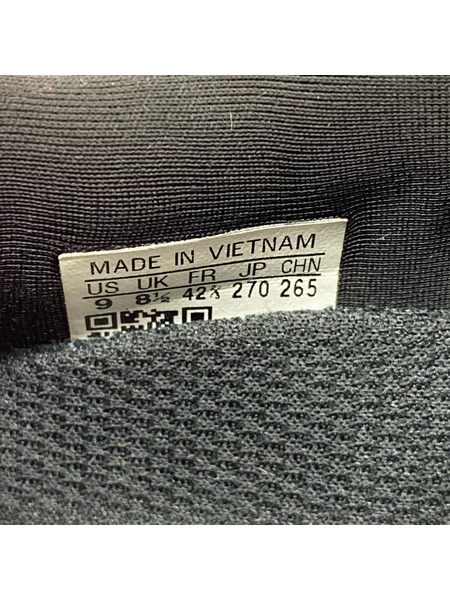 MADE IN VIETNAM
US UK FR JP CHN
9 8½ 42⅔ 270 265